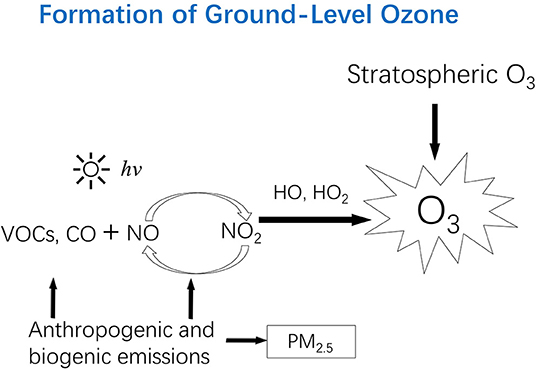 Formation of Ground-Level Ozone
Stratospheric O₃
hν
HO, HO₂
VOCs, CO + NO
NO₂
O₃
Anthropogenic and
biogenic emissions
PM₂.₅